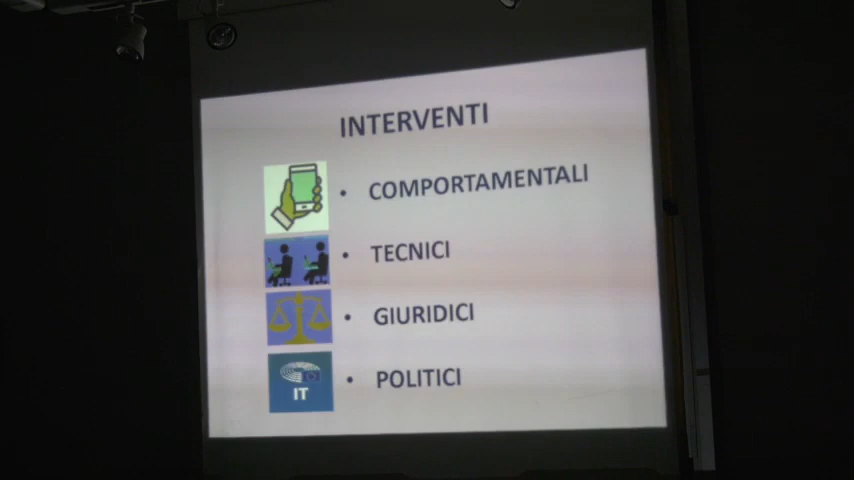 INTERVENTI
• COMPORTAMENTALI
• TECNICI
• GIURIDICI
IT
• POLITICI